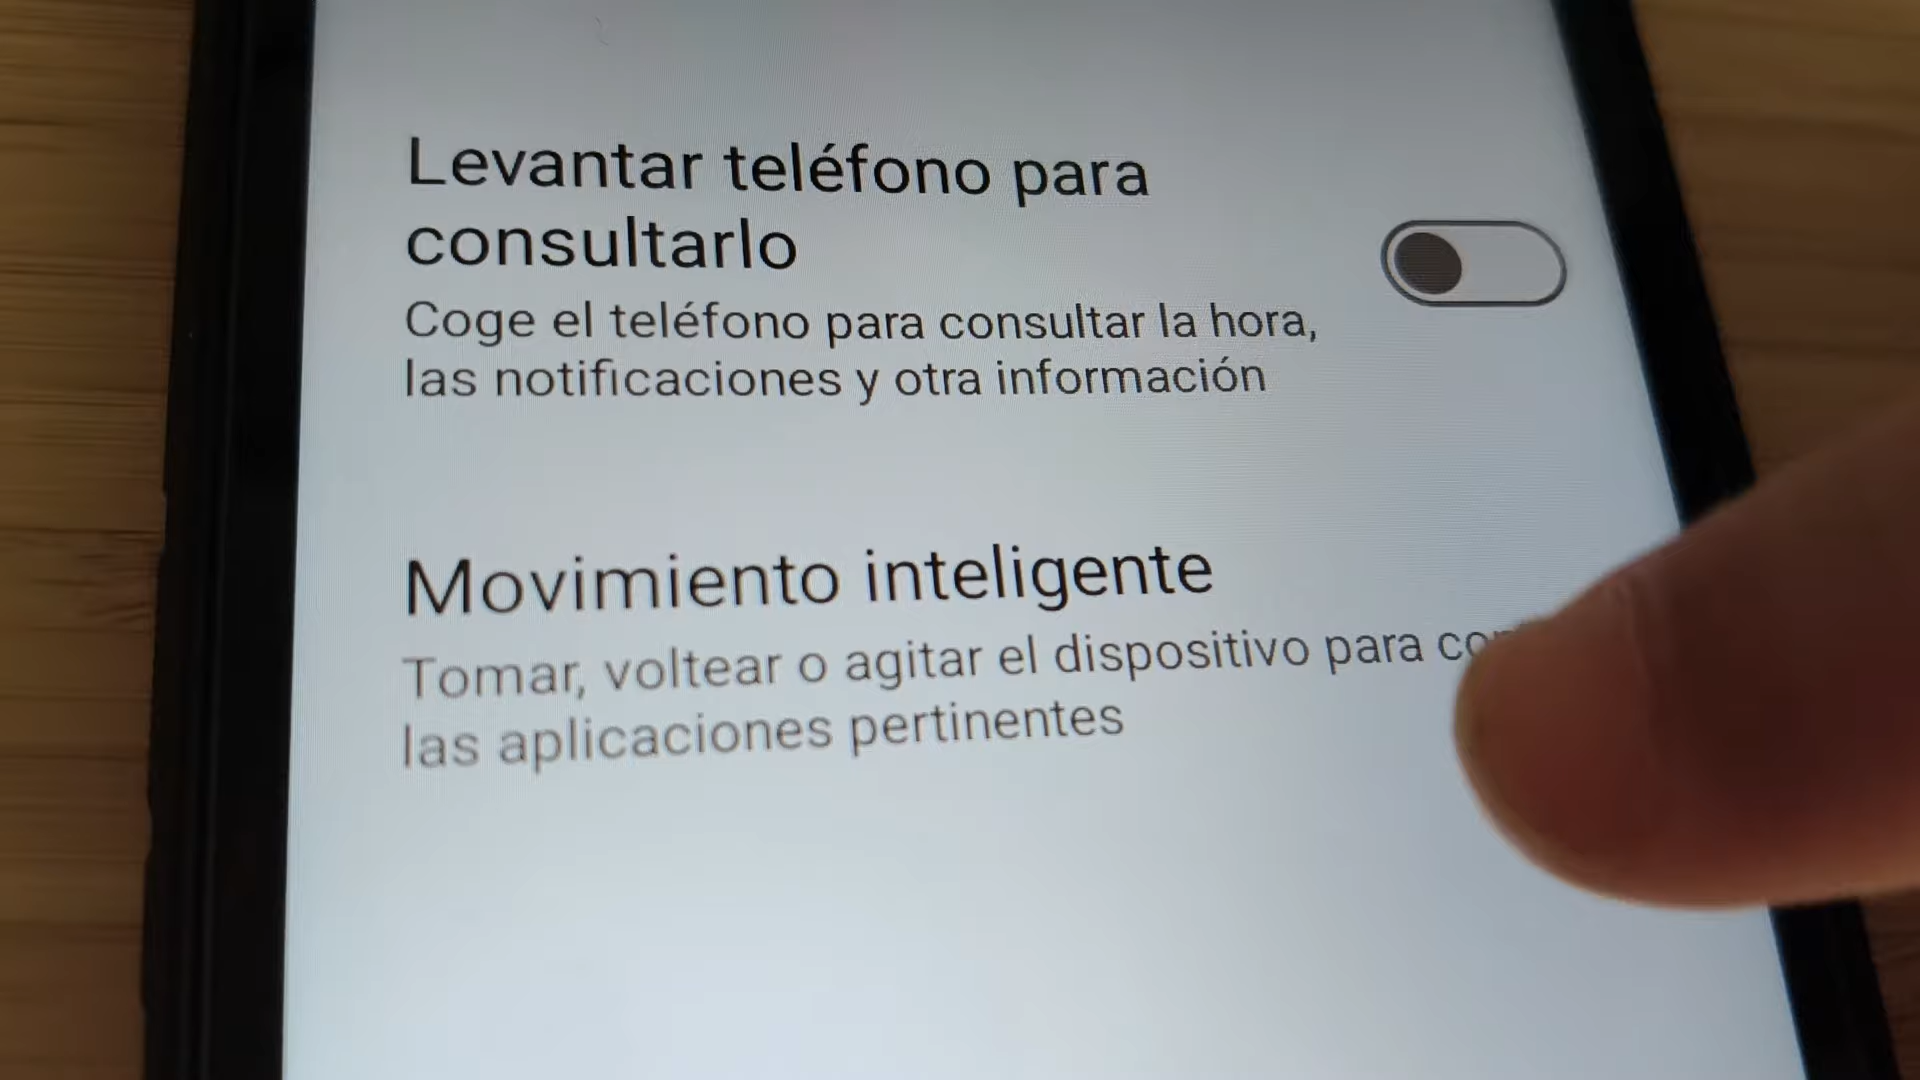 Levantar teléfono para
consultarlo
Coge el teléfono para consultar la hora,
las notificaciones y otra información
Movimiento inteligente
Tomar, voltear o agitar el dispositivo para
las aplicaciones pertinentes